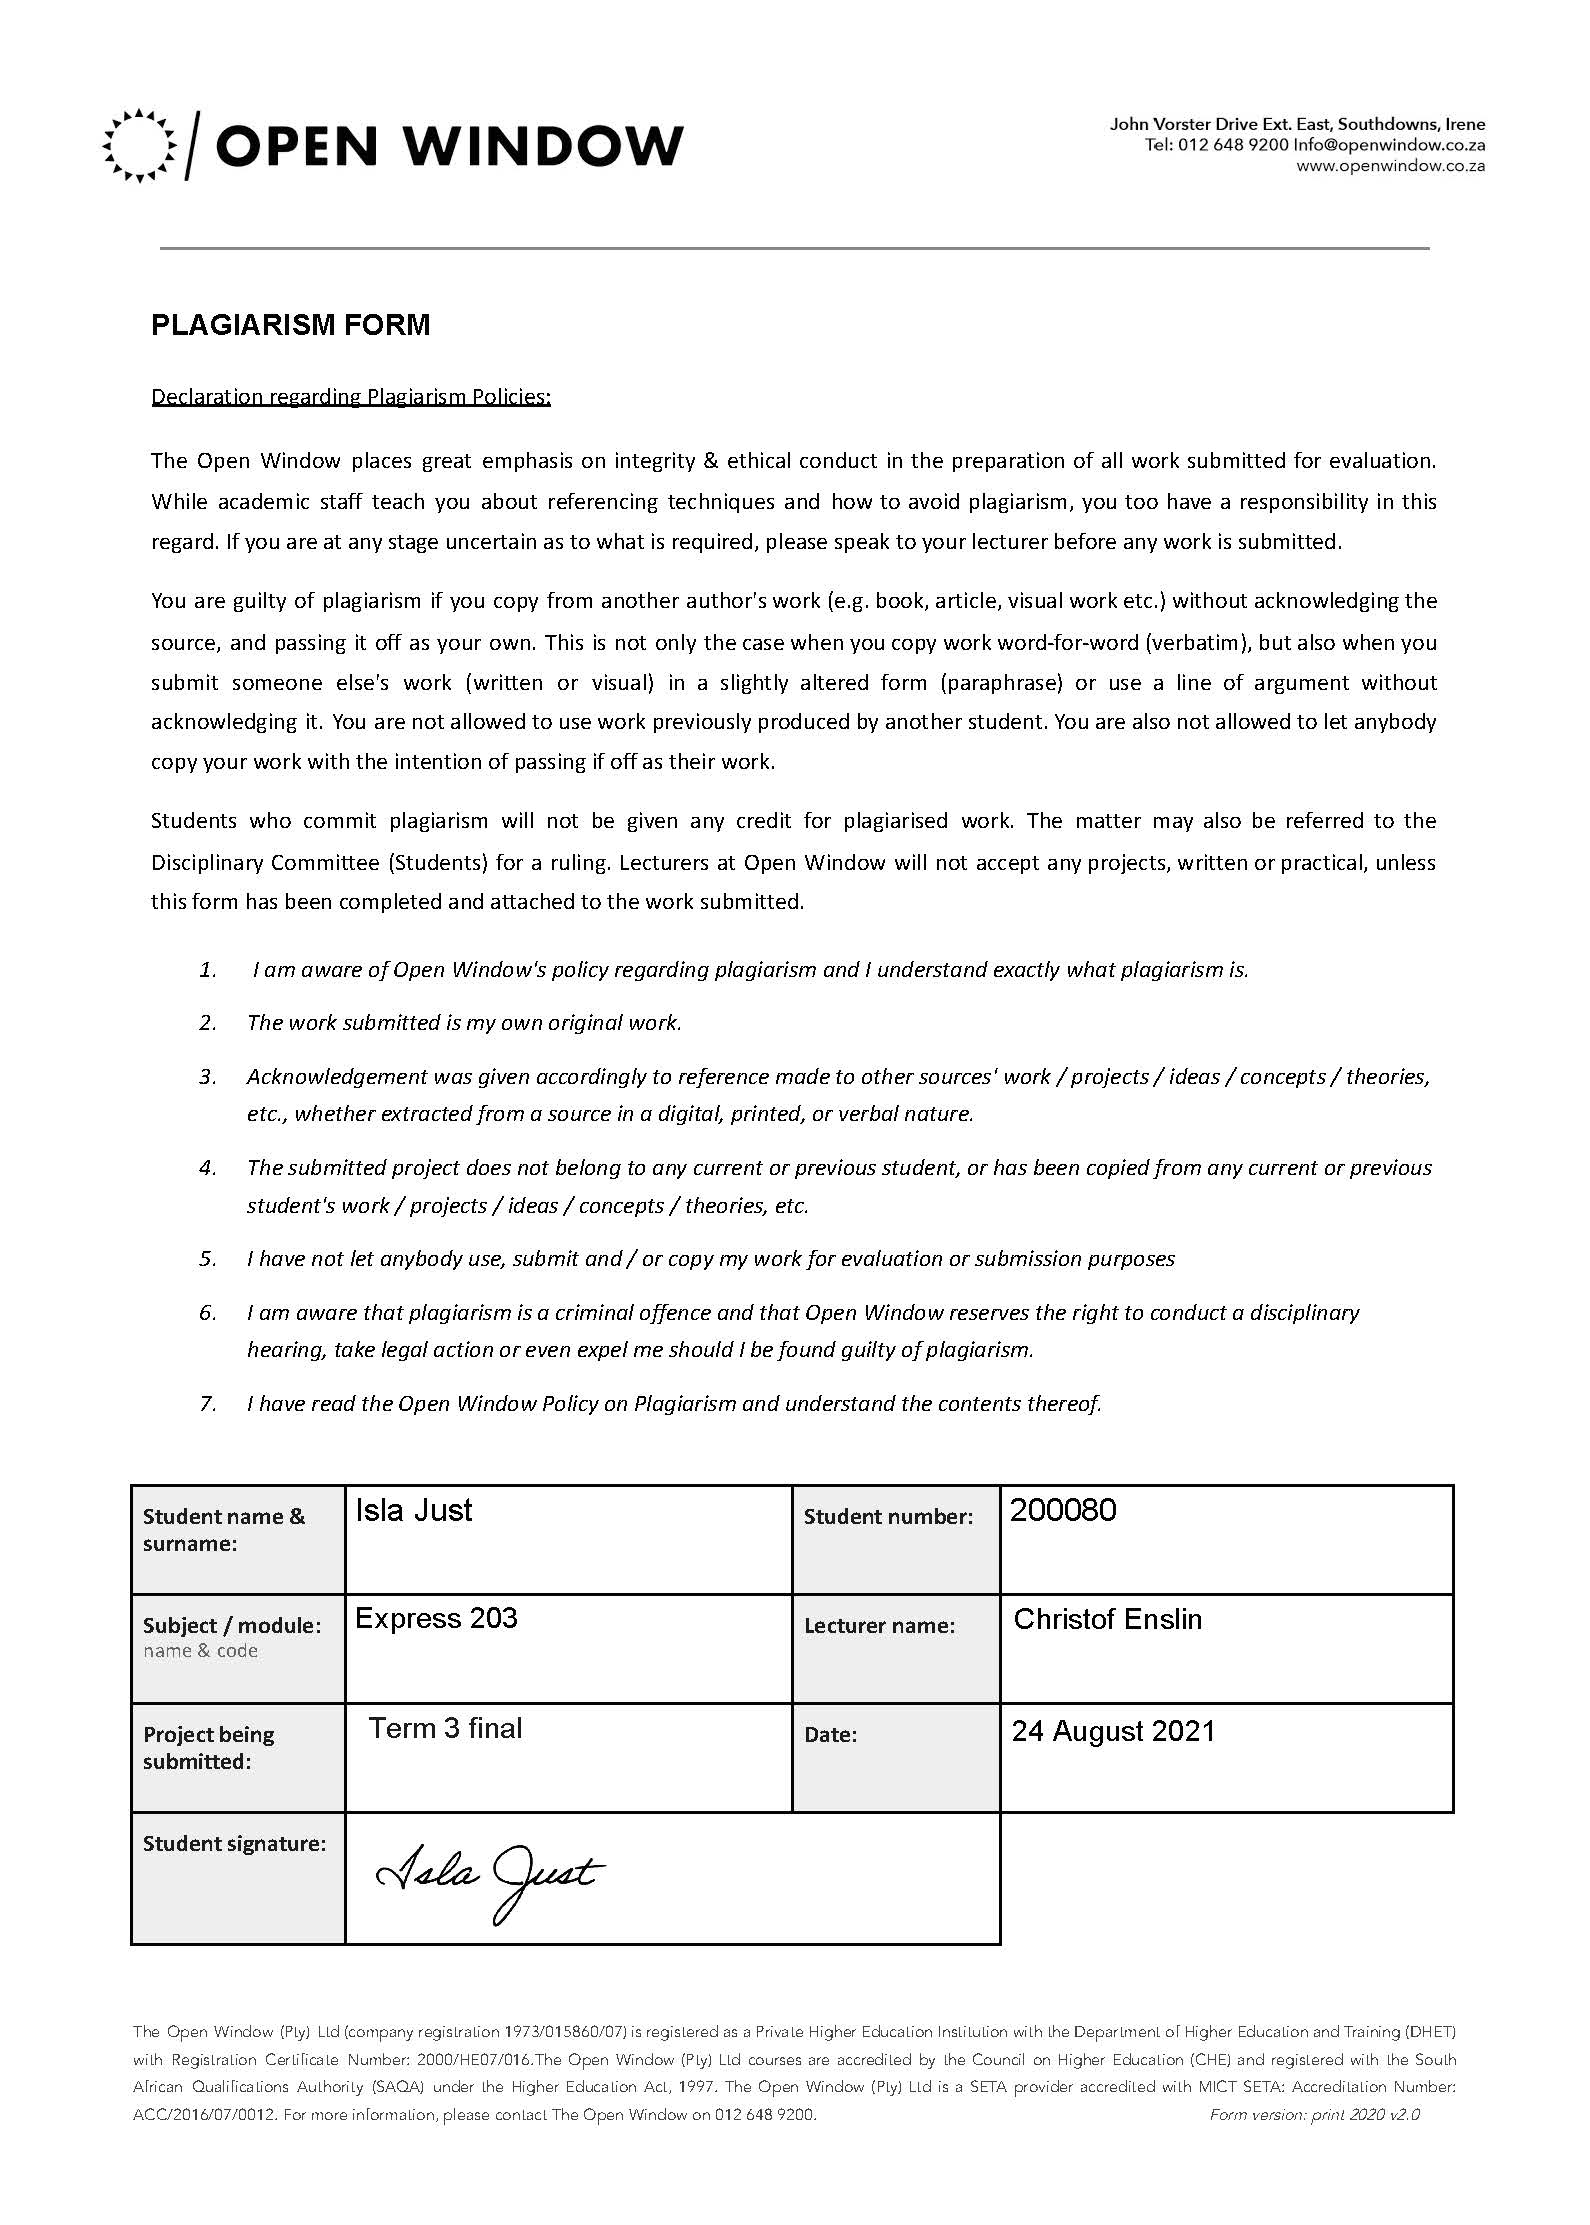 OPEN WINDOW
John Vorster Drive Ext. East, Southdowns, Irene
Tel: 012 648 9200 Info@openwindow.co.za
www.openwindow.co.za
PLAGIARISM FORM
Declaration regarding Plagiarism Policies:
The Open Window places great emphasis on integrity & ethical conduct in the preparation of all work submitted for evaluation.
While academic staff teach you about referencing techniques and how to avoid plagiarism, you too have a responsibility in this
regard. If you are at any stage uncertain as to what is required, please speak to your lecturer before any work is submitted.
You are guilty of plagiarism if you copy from another author's work (e.g. book, article, visual work etc.) without acknowledging the
source, and passing it off as your own. This is not only the case when you copy work word-for-word (verbatim), but also when you
submit someone else's work (written or visual) in a slightly altered form (paraphrase) or use a line of argument without
acknowledging it. You are not allowed to use work previously produced by another student. You are also not allowed to let anybody
copy your work with the intention of passing if off as their work.
Students who commit plagiarism will not be given any credit for plagiarised work. The matter may also be referred to the
Disciplinary Committee (Students) for a ruling. Lecturers at Open Window will not accept any projects, written or practical, unless
this form has been completed and attached to the work submitted.
1. I am aware of Open Window's policy regarding plagiarism and I understand exactly what plagiarism is.
2. The work submitted is my own original work.
3. Acknowledgement was given accordingly to reference made to other sources' work / projects / ideas / concepts / theories,
etc., whether extracted from a source in a digital, printed, or verbal nature.
4. The submitted project does not belong to any current or previous student, or has been copied from any current or previous
student's work / projects / ideas / concepts / theories, etc.
5. I have not let anybody use, submit and / or copy my work for evaluation or submission purposes
6. I am aware that plagiarism is a criminal offence and that Open Window reserves the right to conduct a disciplinary
hearing, take legal action or even expel me should I be found guilty of plagiarism.
7. I have read the Open Window Policy on Plagiarism and understand the contents thereof.
Student name &
surname:
Isla Just
Student number:
200080
Subject / module:
name & code
Express 203
Lecturer name:
Christof Enslin
Project being
submitted:
Term 3 final
Date:
24 August 2021
Student signature:
Isla Just
The Open Window (Pty) Ltd (company registration 1973/015860/07) is registered as a Private Higher Education Institution with the Department of Higher Education and Training (DHET)
with Registration Certificate Number: 2000/HE07/016.The Open Window (Pty) Ltd courses are accredited by the Council on Higher Education (CHE) and registered with the South
African Qualifications Authority (SAQA) under the Higher Education Act, 1997. The Open Window (Pty) Ltd is a SETA provider accredited with MICT SETA: Accreditation Number:
ACC/2016/07/0012. For more information, please contact The Open Window on 012 648 9200. Form version: print 2020 v2.0